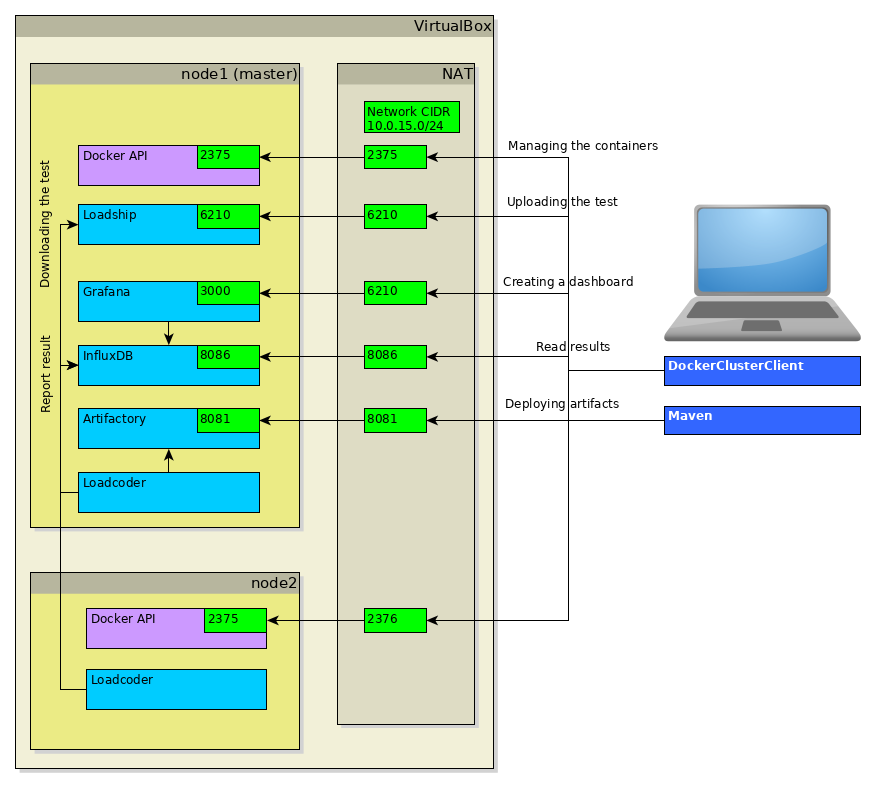 VirtualBox
node1 (master)
NAT
Network CIDR
10.0.15.0/24
Managing the containers
Docker API
2375
2375
Downloading the test
Uploading the test
Loadship
6210
6210
Creating a dashboard
Grafana
3000
6210
Report result
Read results
InfluxDB
8086
8086
DockerClusterClient
Deploying artifacts
Artifactory
8081
8081
Maven
Loadcoder
node2
Docker API
2375
2376
Loadcoder